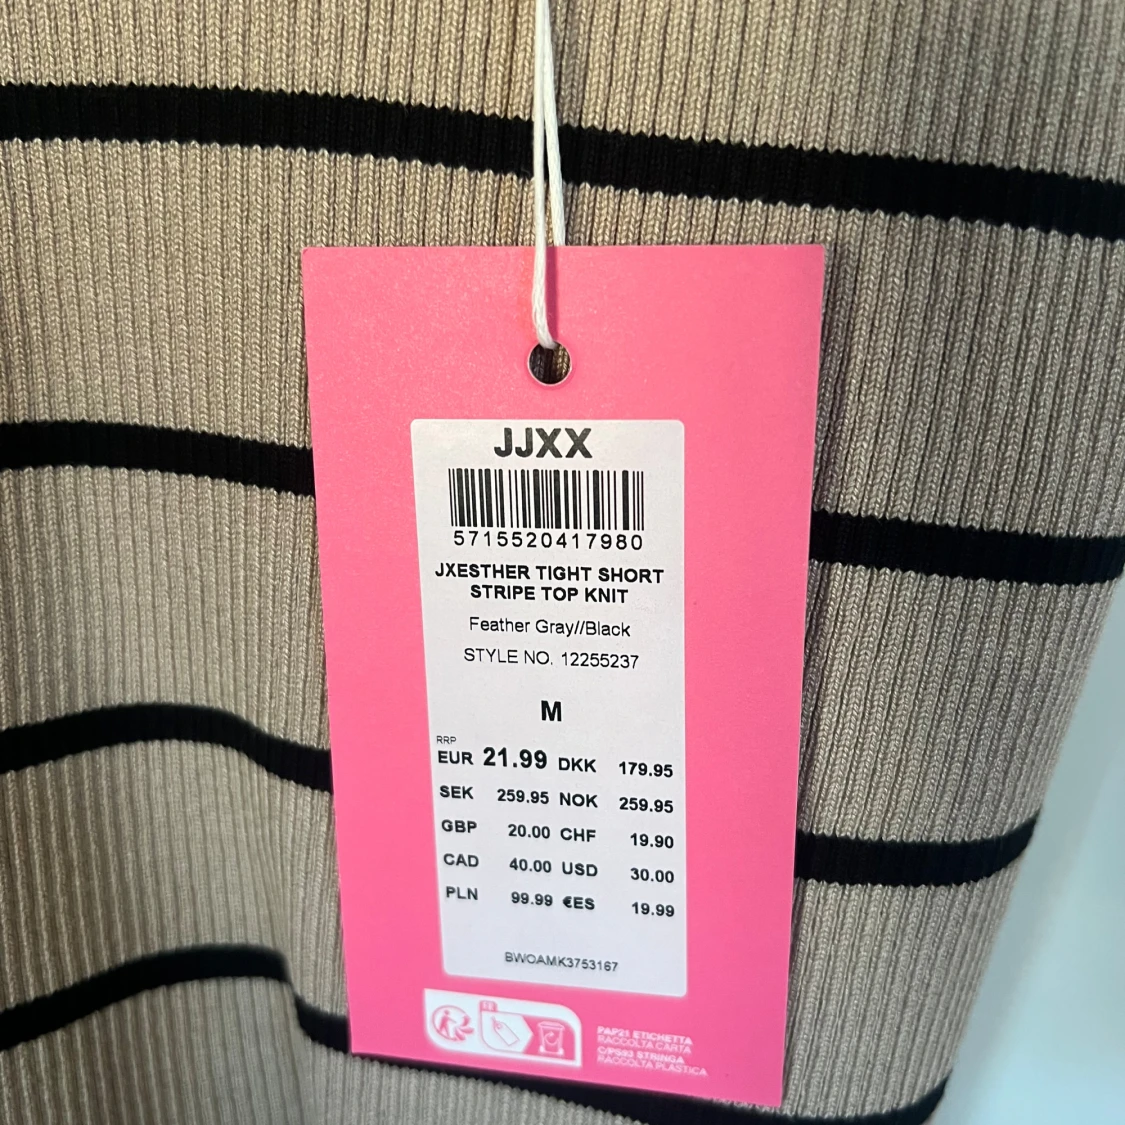 JJXX
5715520417980
JXESTHER TIGHT SHORT
STRIPE TOP KNIT
Feather Gray//Black
STYLE NO. 12255237
M
RRP
EUR 21.99 DKK 179.95
SEK 259.95 NOK 259.95
GBP 20.00 CHF 19.90
CAD 40.00 USD 30.00
PLN 99.99 €ES 19.99
BWOAMK3753167
FR
PAP21 ETICHETTA
RACCOLTA CARTA
C/PS93 STRINGA
RACCOLTA PLASTICA